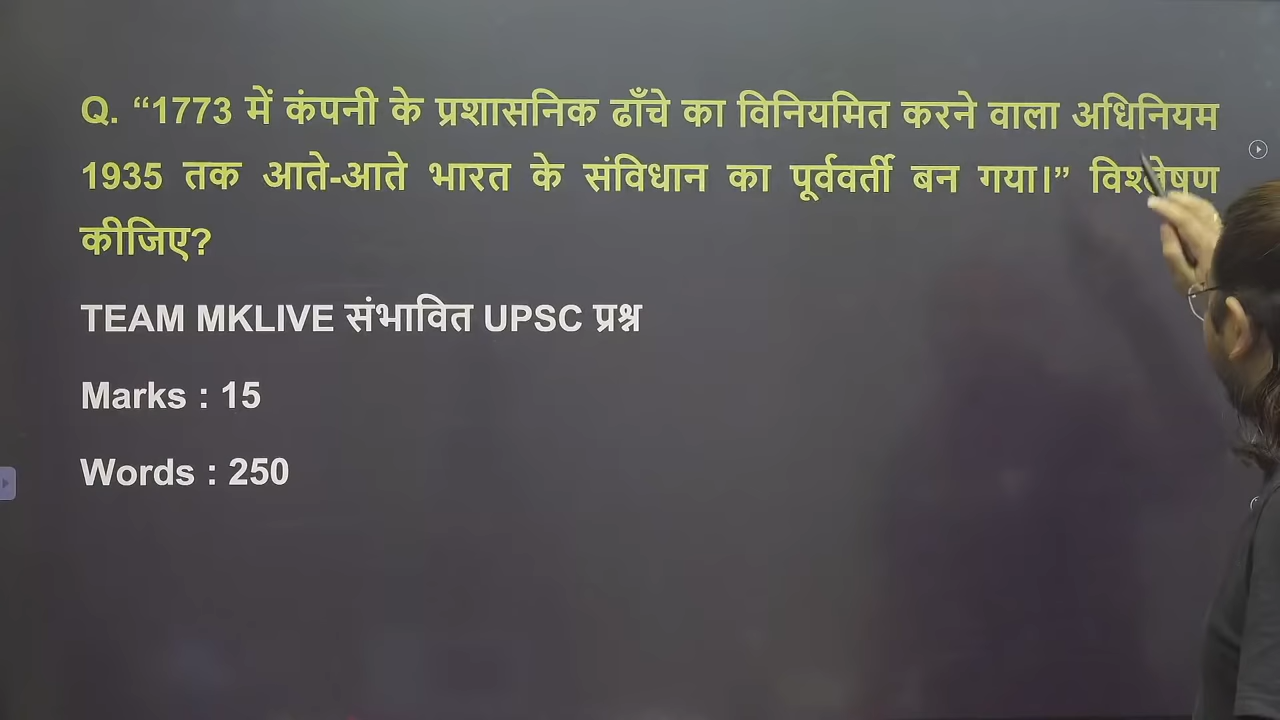 Q. “1773 में कंपनी के प्रशासनिक ढाँचे का विनियमित करने वाला अधिनियम
1935 तक आते-आते भारत के संविधान का पूर्ववर्ती बन गया।” विश्लेषण
कीजिए?
TEAM MKLIVE संभावित UPSC प्रश्न
Marks : 15
Words : 250